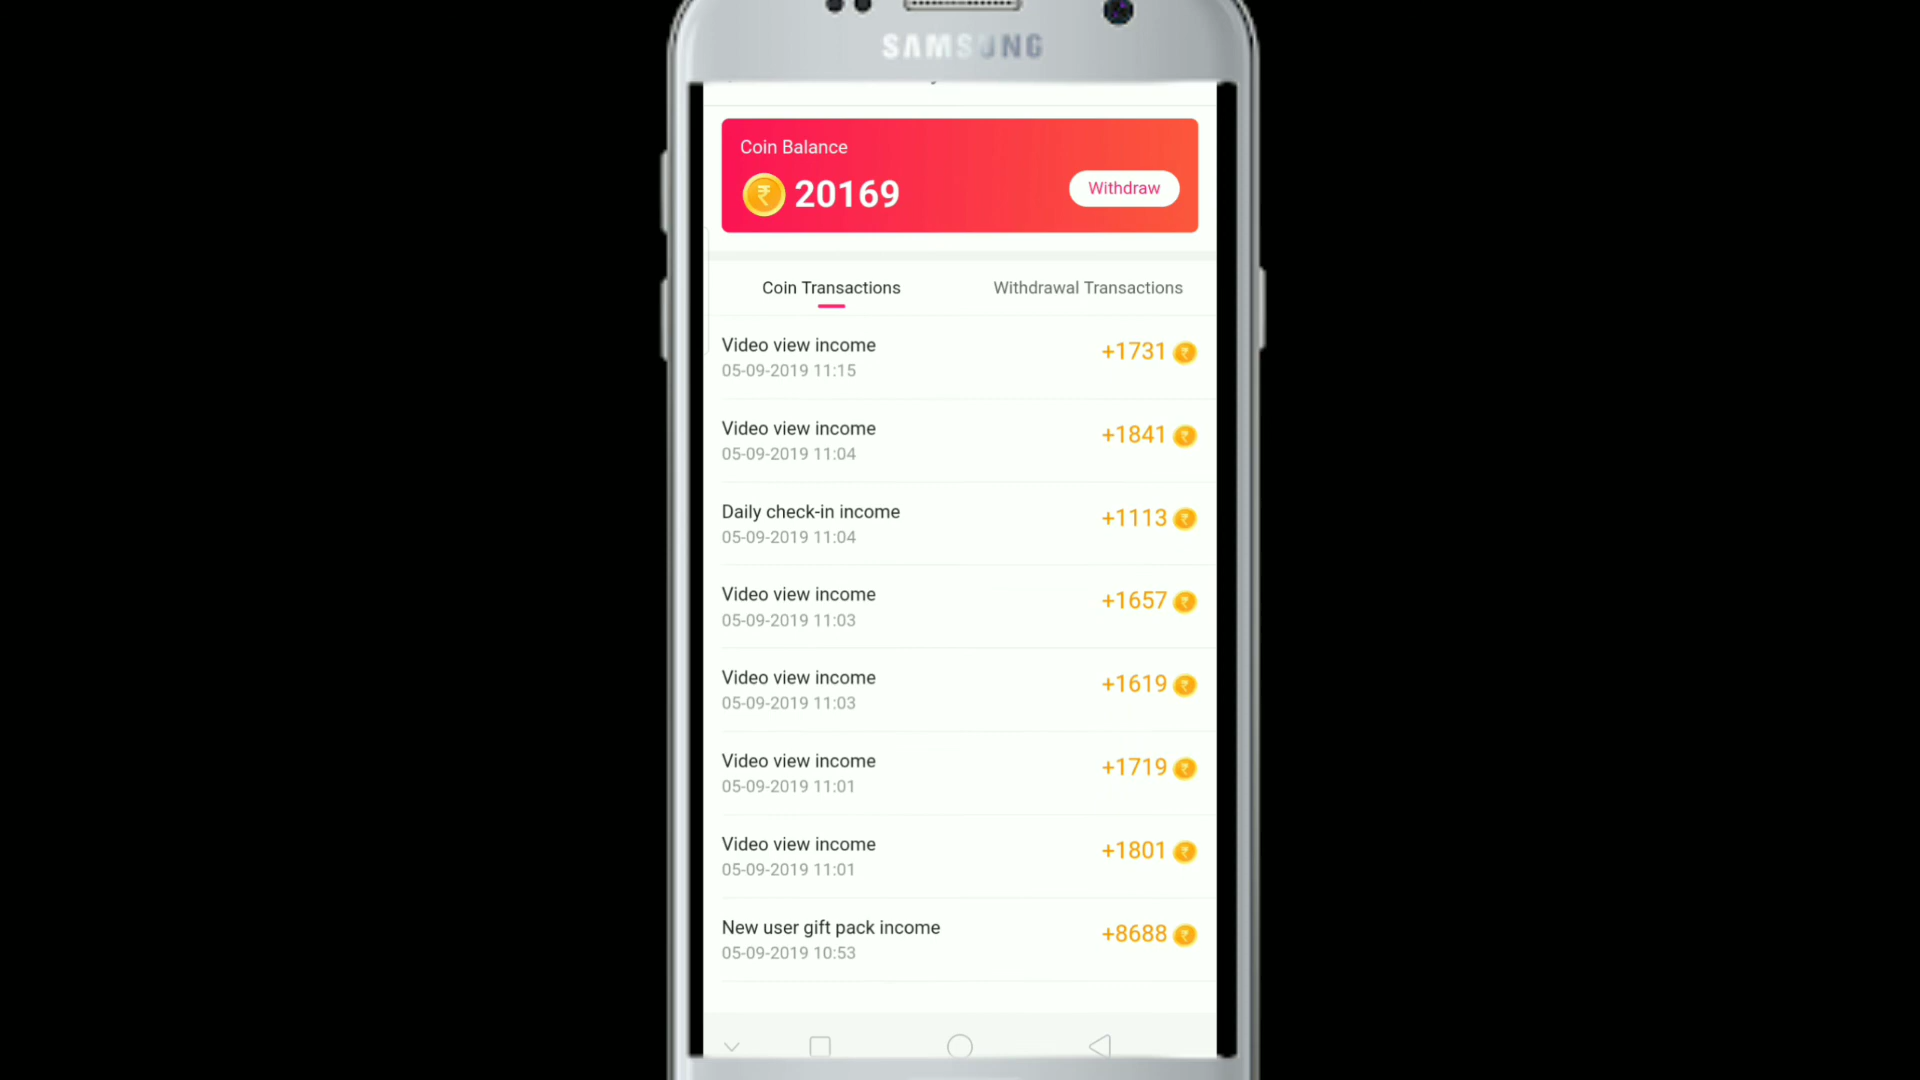 SAMSUNG
Coin Balance
20169
Withdraw
Coin Transactions
Withdrawal Transactions
Video view income
+1731
05-09-2019 11:15
Video view income
+1841
05-09-2019 11:04
Daily check-in income
+1113
05-09-2019 11:04
Video view income
+1657
05-09-2019 11:03
Video view income
+1619
05-09-2019 11:03
Video view income
+1719
05-09-2019 11:01
Video view income
+1801
05-09-2019 11:01
New user gift pack income
+8688
05-09-2019 10:53